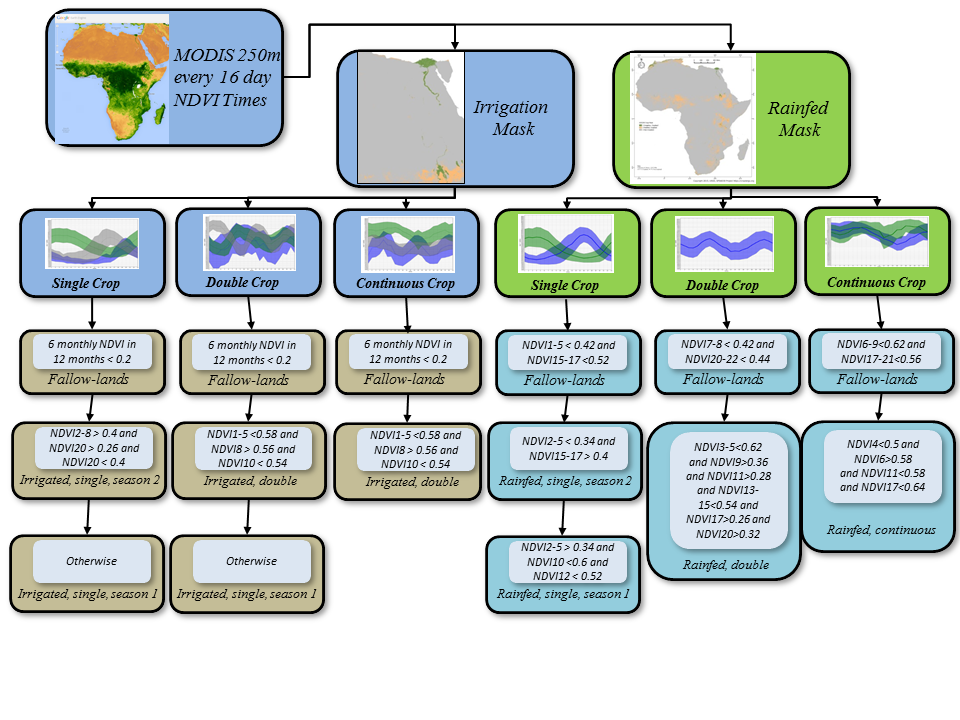 MODIS 250m
every 16 day
NDVI Times
Irrigation
Mask
Rainfed
Mask
Single Crop
Double Crop
Continuous Crop
Single Crop
Double Crop
Continuous Crop
6 monthly NDVI in
12 months < 0.2
Fallow-lands
6 monthly NDVI in
12 months < 0.2
Fallow-lands
6 monthly NDVI in
12 months < 0.2
Fallow-lands
NDVI1-5 < 0.42 and
NDVI15-17 <0.52
Fallow-lands
NDVI7-8 < 0.42 and
NDVI20-22 < 0.44
Fallow-lands
NDVI6-9<0.62 and
NDVI17-21<0.56
Fallow-lands
NDVI2-8 > 0.4 and
NDVI20 > 0.26 and
NDVI20 < 0.4
Irrigated, single, season 2
NDVI1-5 <0.58 and
NDVI8 > 0.56 and
NDVI10 < 0.54
Irrigated, double
NDVI1-5 <0.58 and
NDVI8 > 0.56 and
NDVI10 < 0.54
Irrigated, double
NDVI2-5 < 0.34 and
NDVI15-17 > 0.4
Rainfed, single, season 2
NDVI3-5<0.62
and NDVI9>0.36
and NDVI11>0.28
and NDVI13-
15<0.54 and
NDVI17>0.26 and
NDVI20>0.32
Rainfed, double
NDVI4<0.5 and
NDVI6>0.58
and NDVI11<0.58
and NDVI17<0.64
Rainfed, continuous
Otherwise
Irrigated, single, season 1
Otherwise
Irrigated, single, season 1
NDVI2-5 > 0.34 and
NDVI10 <0.6 and
NDVI12 < 0.52
Rainfed, single, season 1